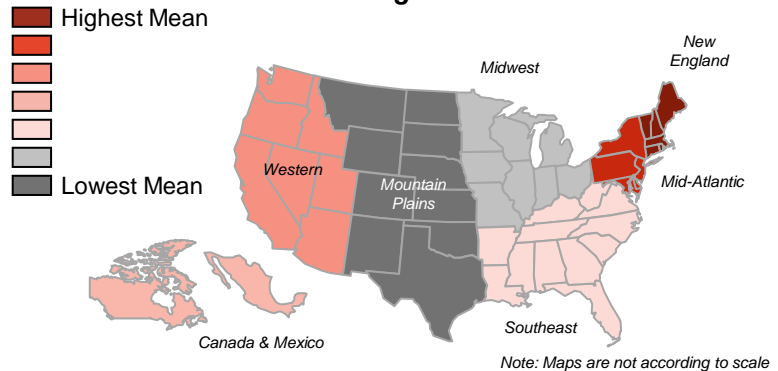 Highest Mean
New
England
Midwest
Western
Mountain
Plains
Lowest Mean
Mid-Atlantic
Southeast
Canada & Mexico
Note: Maps are not according to scale